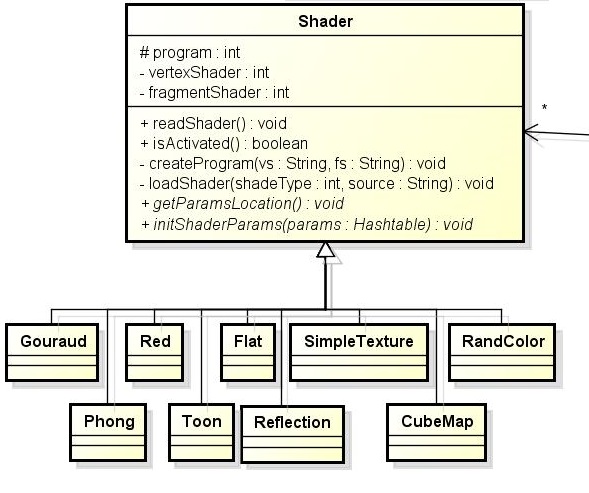 Shader
# program : int
- vertexShader : int
- fragmentShader : int
*
+ readShader() : void
+ isActivated() : boolean
- createProgram(vs : String, fs : String) : void
- loadShader(shadeType : int, source : String) : void
+ getParamsLocation() : void
+ initShaderParams(params : Hashtable) : void
Gouraud
Red
Flat
SimpleTexture
RandColor
Phong
Toon
Reflection
CubeMap